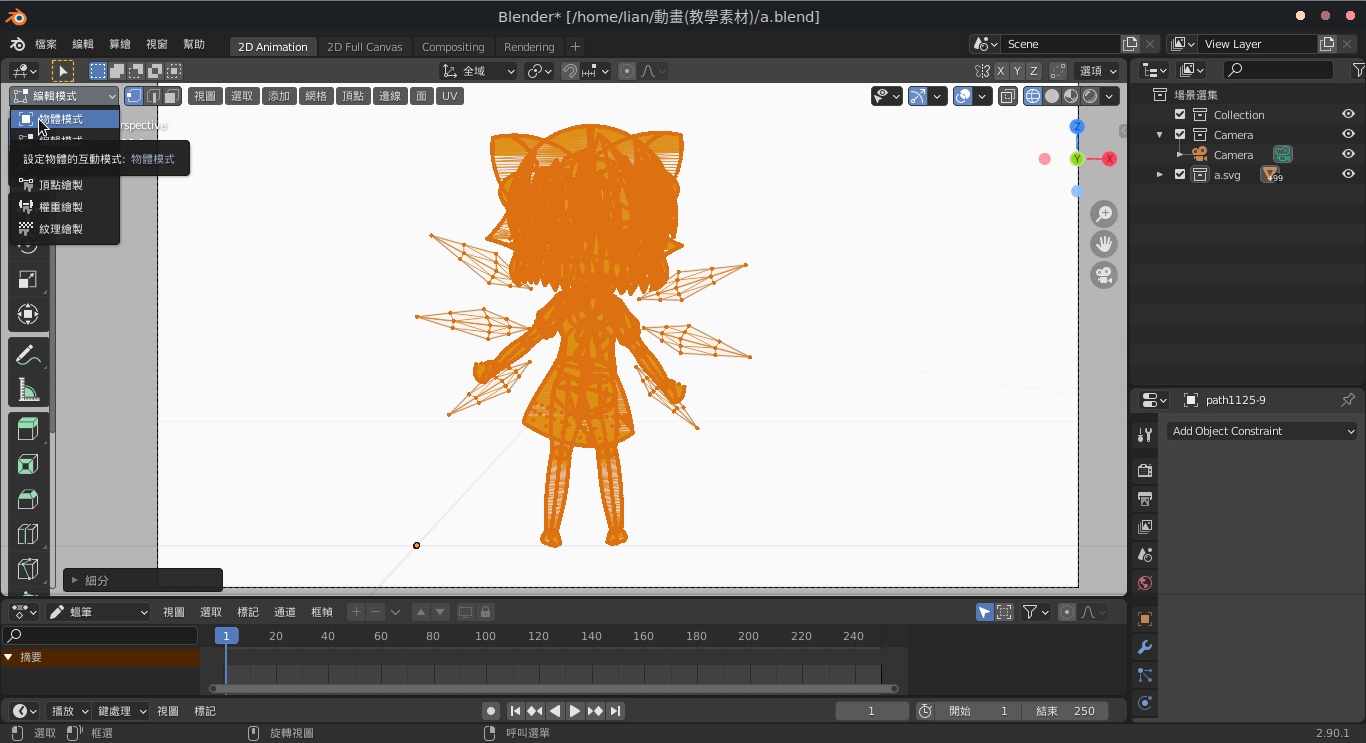 Blender* [/home/lian/動畫(教學素材)/a.blend]
檔案 編輯 算繪 視窗 幫助 2D Animation 2D Full Canvas Compositing Rendering + Scene View Layer
全域 X Y Z 選項
編輯模式 視圖 選取 添加 網格 頂點 邊線 面 UV
場景選集
物體模式 rspective
Collection
編輯模式
Camera
設定物體的互動模式: 物體模式
Z
Y X
Camera
a.svg +99
頂點繪製
權重繪製
紋理繪製
path1125-9
Add Object Constraint
細分
蠟筆 視圖 選取 標記 通道 框幀
1 20 40 60 80 100 120 140 160 180 200 220 240
摘要
播放 鍵處理 視圖 標記 1 開始 1 結束 250
選取 框選 旋轉視圖 呼叫選單 2.90.1